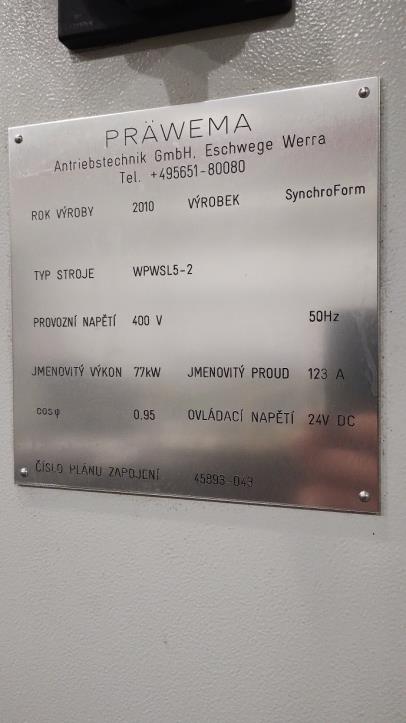 PRÄWEMA
Antriebstechnik GmbH, Eschwege Werra
Tel. +495651-80080
ROK VÝROBY 2010 VÝROBEK SynchroForm
TYP STROJE WPWSL5-2
PROVOZNÍ NAPĚTÍ 400 V 50Hz
JMENOVITÝ VÝKON 77kW JMENOVITÝ PROUD 123 A
cosφ 0.95 OVLÁDACÍ NAPĚTÍ 24V DC
ČÍSLO PLÁNU ZAPOJENÍ 45893-049